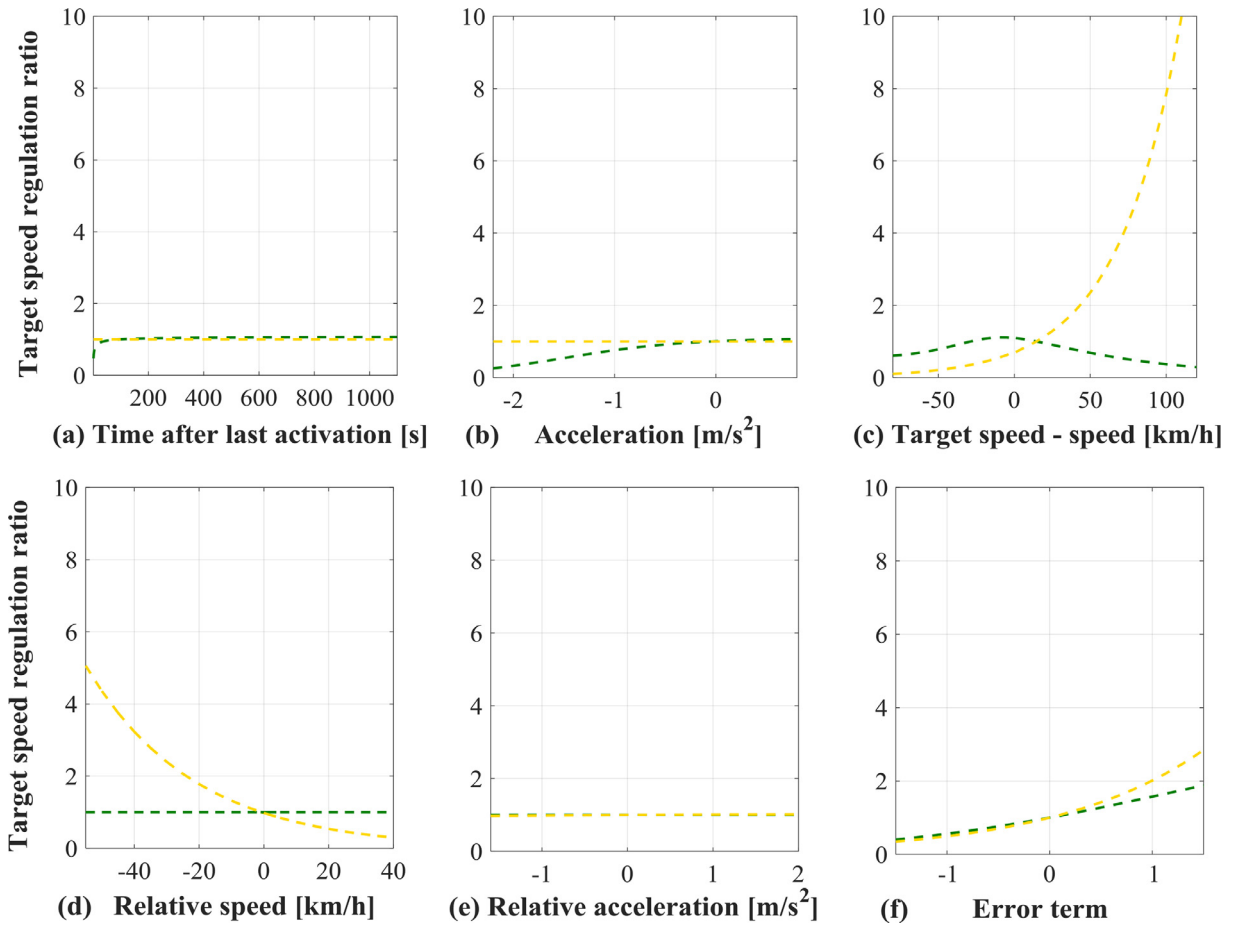 Target speed regulation ratio
10
8
6
4
2
0
200 400 600 800 1000
(a) Time after last activation [s]
10
8
6
4
2
0
-2 -1 0
(b) Acceleration [m/s²]
10
8
6
4
2
0
-50 0 50 100
(c) Target speed - speed [km/h]
Target speed regulation ratio
10
8
6
4
2
0
-40 -20 0 20 40
(d) Relative speed [km/h]
10
8
6
4
2
0
-1 0 1 2
(e) Relative acceleration [m/s²]
10
8
6
4
2
0
-1 0 1
(f) Error term